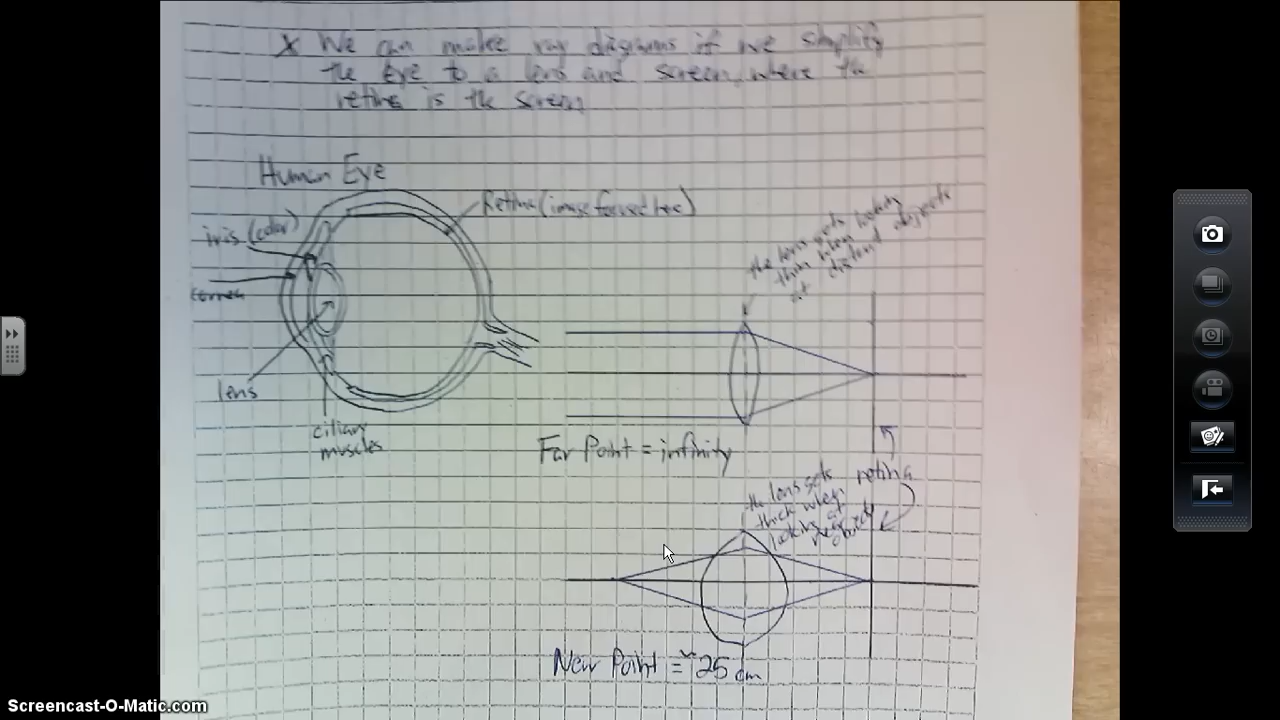 x We can make ray diagrams if we simplify
the Eye to a lens and screen, where the
retina is the screen
Human Eye
Retina (image formed here)
iris (color)
cornea
lens
ciliary
muscles
the lens gets
thin when looking
at distant objects
Far Point = infinity
retina
the lens gets
thick when
looking at
near objects
Near Point = ~25 cm
Screencast-O-Matic.com